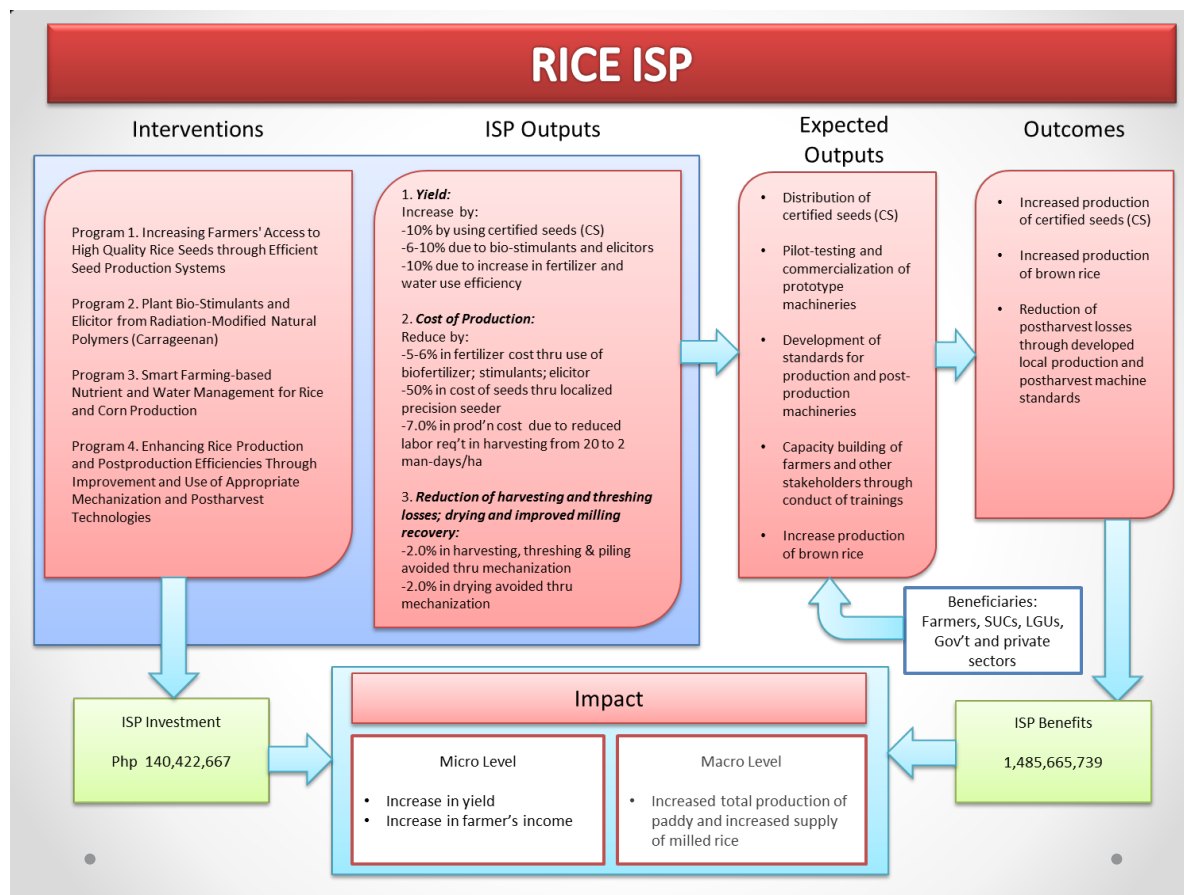 RICE ISP
Interventions
ISP Outputs
Expected
Outputs
Outcomes
Program 1. Increasing Farmers' Access to
High Quality Rice Seeds through Efficient
Seed Production Systems
Program 2. Plant Bio-Stimulants and
Elicitor from Radiation-Modified Natural
Polymers (Carrageenan)
Program 3. Smart Farming-based
Nutrient and Water Management for Rice
and Corn Production
Program 4. Enhancing Rice Production
and Postproduction Efficiencies Through
Improvement and Use of Appropriate
Mechanization and Postharvest
Technologies
1. Yield:
Increase by:
-10% by using certified seeds (CS)
-6-10% due to bio-stimulants and elicitors
-10% due to increase in fertilizer and
water use efficiency
2. Cost of Production:
Reduce by:
-5-6% in fertilizer cost thru use of
biofertilizer; stimulants; elicitor
-50% in cost of seeds thru localized
precision seeder
-7.0% in prod'n cost due to reduced
labor req't in harvesting from 20 to 2
man-days/ha
3. Reduction of harvesting and threshing
losses; drying and improved milling
recovery:
-2.0% in harvesting, threshing & piling
avoided thru mechanization
-2.0% in drying avoided thru
mechanization
• Distribution of
certified seeds (CS)
• Pilot-testing and
commercialization of
prototype
machineries
• Development of
standards for
production and post-
production
machineries
• Capacity building of
farmers and other
stakeholders through
conduct of trainings
• Increase production
of brown rice
• Increased production
of certified seeds (CS)
• Increased production
of brown rice
• Reduction of
postharvest losses
through developed
local production and
postharvest machine
standards
Beneficiaries:
Farmers, SUCs, LGUs,
Gov't and private
sectors
ISP Investment
Php 140,422,667
Impact
Micro Level
• Increase in yield
• Increase in farmer's income
Macro Level
• Increased total production of
paddy and increased supply
of milled rice
ISP Benefits
1,485,665,739